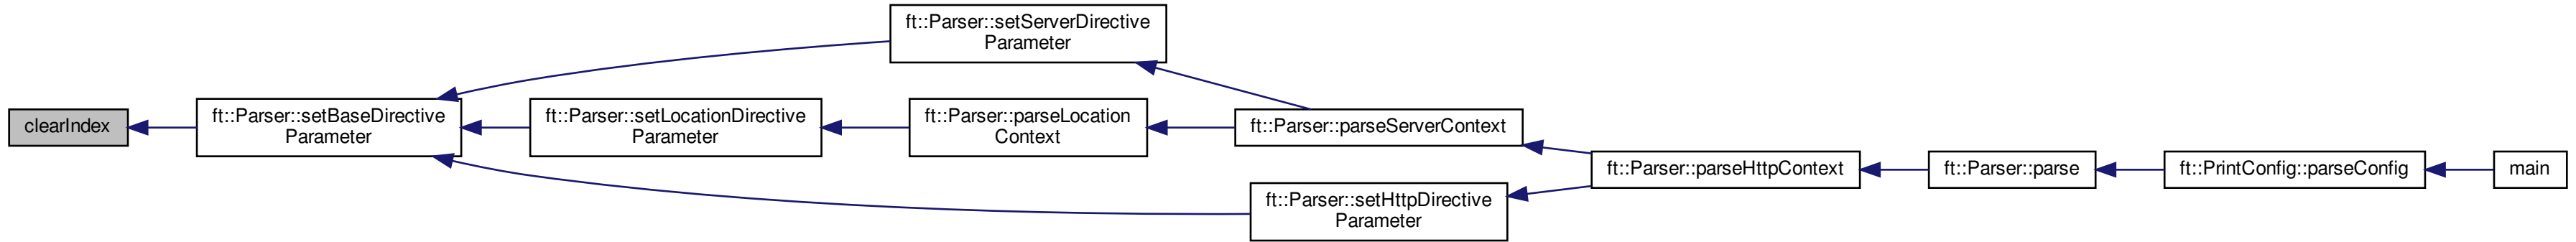 clearIndex
ft::Parser::setBaseDirective
Parameter
ft::Parser::setServerDirective
Parameter
ft::Parser::setLocationDirective
Parameter
ft::Parser::parseLocation
Context
ft::Parser::parseServerContext
ft::Parser::setHttpDirective
Parameter
ft::Parser::parseHttpContext
ft::Parser::parse
ft::PrintConfig::parseConfig
main